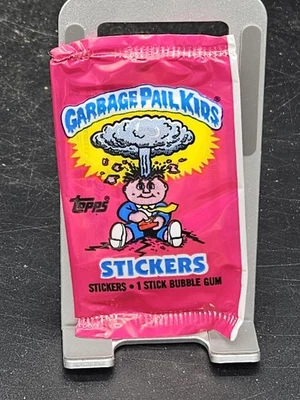 GARBAGE PAIL KIDS
topps
STICKERS
STICKERS • 1 STICK BUBBLE GUM